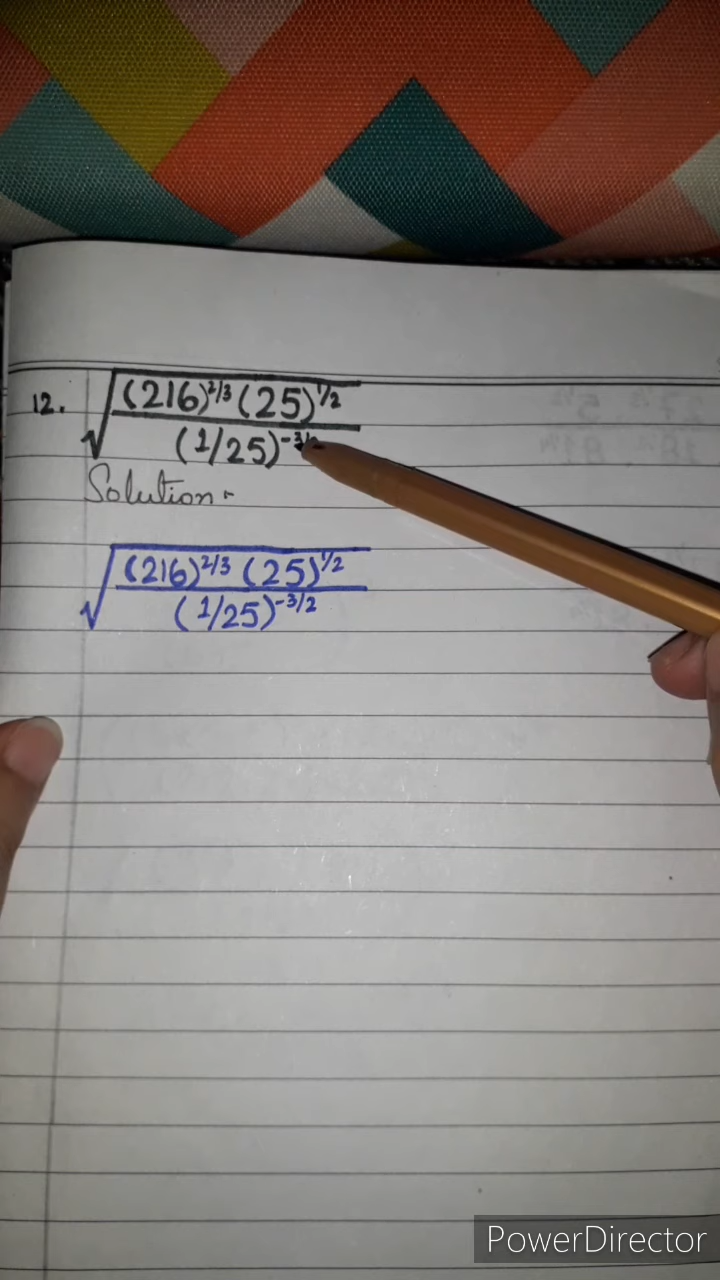 12. √(216)^2/3 (25)^1/2
(1/25)^-3/
Solution:-
√(216)^2/3 (25)^1/2
(1/25)^-3/2
PowerDirector